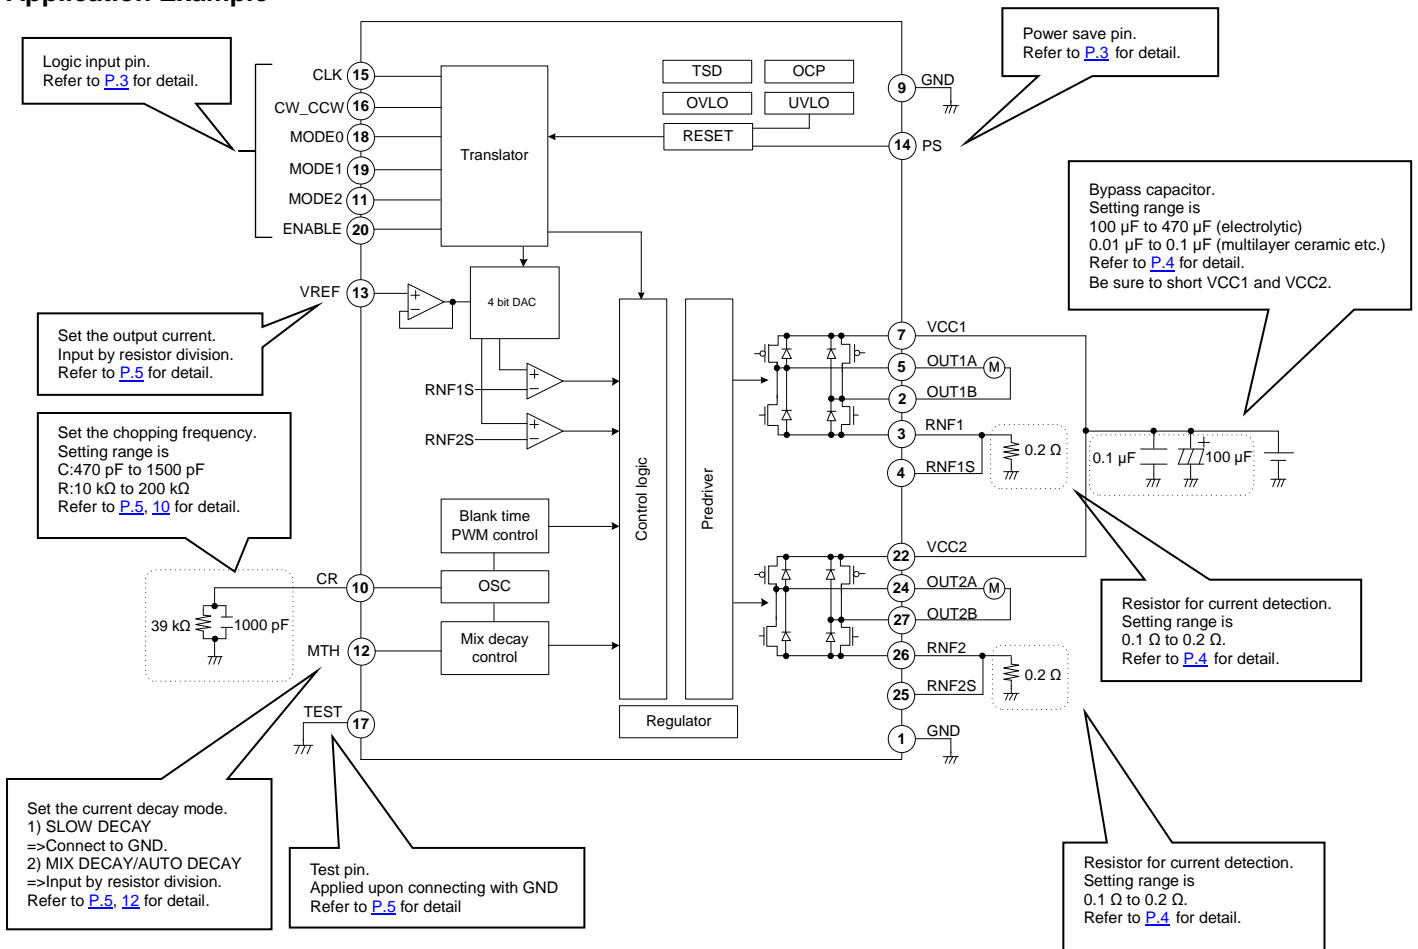 Application Example
Logic input pin.
Refer to P.3 for detail.
CLK 15
CW_CCW 16
MODE0 18
MODE1 19
MODE2 11
ENABLE 20
Translator
TSD
OCP
OVLO
UVLO
RESET
9 GND
14 PS
Power save pin.
Refer to P.3 for detail.
Bypass capacitor.
Setting range is
100 µF to 470 µF (electrolytic)
0.01 µF to 0.1 µF (multilayer ceramic etc.)
Refer to P.4 for detail.
Be sure to short VCC1 and VCC2.
VREF 13
+
−
4 bit DAC
Set the output current.
Input by resistor division.
Refer to P.5 for detail.
RNF1S
+
−
RNF2S
+
−
Set the chopping frequency.
Setting range is
C:470 pF to 1500 pF
R:10 kΩ to 200 kΩ
Refer to P.5, 10 for detail.
Control logic
Predriver
7 VCC1
5 OUT1A
M
2 OUT1B
3 RNF1
4 RNF1S
0.2 Ω
0.1 µF
+
100 µF
Blank time
PWM control
OSC
Mix decay
control
CR 10
39 kΩ
1000 pF
MTH 12
TEST 17
Regulator
22 VCC2
24 OUT2A
M
27 OUT2B
26 RNF2
25 RNF2S
0.2 Ω
1 GND
Resistor for current detection.
Setting range is
0.1 Ω to 0.2 Ω.
Refer to P.4 for detail.
Set the current decay mode.
1) SLOW DECAY
=>Connect to GND.
2) MIX DECAY/AUTO DECAY
=>Input by resistor division.
Refer to P.5, 12 for detail.
Test pin.
Applied upon connecting with GND
Refer to P.5 for detail
Resistor for current detection.
Setting range is
0.1 Ω to 0.2 Ω.
Refer to P.4 for detail.